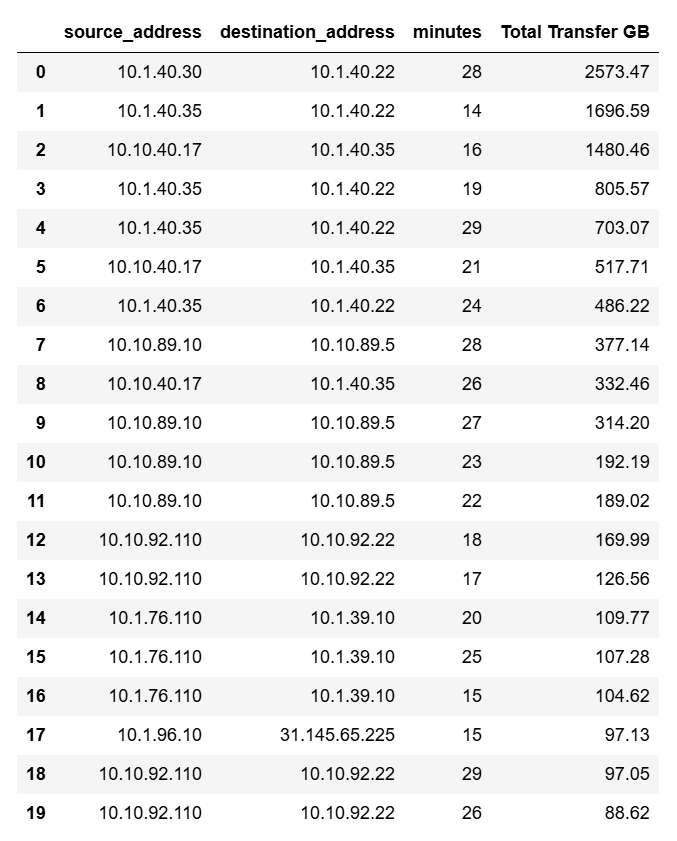 source_address destination_address minutes Total Transfer GB
0 10.1.40.30 10.1.40.22 28 2573.47
1 10.1.40.35 10.1.40.22 14 1696.59
2 10.10.40.17 10.1.40.35 16 1480.46
3 10.1.40.35 10.1.40.22 19 805.57
4 10.1.40.35 10.1.40.22 29 703.07
5 10.10.40.17 10.1.40.35 21 517.71
6 10.1.40.35 10.1.40.22 24 486.22
7 10.10.89.10 10.10.89.5 28 377.14
8 10.10.40.17 10.1.40.35 26 332.46
9 10.10.89.10 10.10.89.5 27 314.20
10 10.10.89.10 10.10.89.5 23 192.19
11 10.10.89.10 10.10.89.5 22 189.02
12 10.10.92.110 10.10.92.22 18 169.99
13 10.10.92.110 10.10.92.22 17 126.56
14 10.1.76.110 10.1.39.10 20 109.77
15 10.1.76.110 10.1.39.10 25 107.28
16 10.1.76.110 10.1.39.10 15 104.62
17 10.1.96.10 31.145.65.225 15 97.13
18 10.10.92.110 10.10.92.22 29 97.05
19 10.10.92.110 10.10.92.22 26 88.62